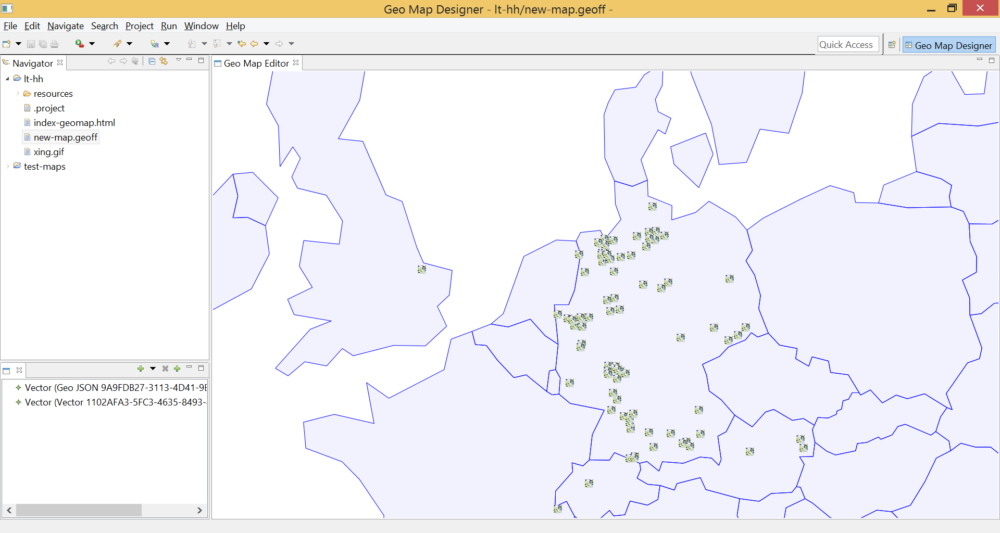 Geo Map Designer - lt-hh/new-map.geoff -
File Edit Navigate Search Project Run Window Help
Quick Access
Geo Map Designer
Navigator
lt-hh
resources
.project
index-geomap.html
new-map.geoff
xing.gif
test-maps
Geo Map Editor
Vector (Geo JSON 9A9FDB27-3113-4D41-9
Vector (Vector 1102AFA3-5FC3-4635-8493-